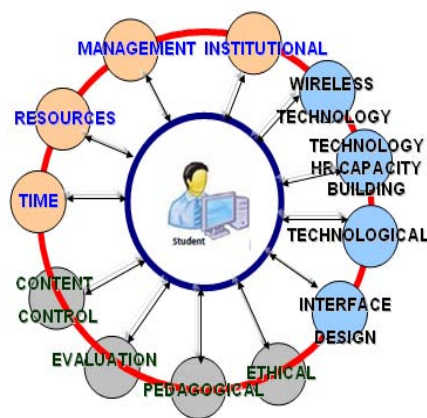 MANAGEMENT
INSTITUTIONAL
WIRELESS
TECHNOLOGY
TECHNOLOGY
HR CAPACITY
BUILDING
TECHNOLOGICAL
INTERFACE
DESIGN
ETHICAL
PEDAGOGICAL
EVALUATION
CONTENT
CONTROL
TIME
RESOURCES
Student